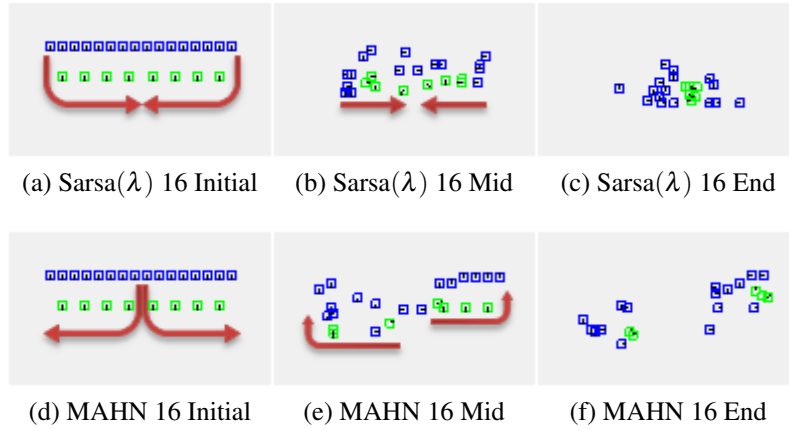 (a) Sarsa(λ) 16 Initial (b) Sarsa(λ) 16 Mid (c) Sarsa(λ) 16 End
(d) MAHN 16 Initial (e) MAHN 16 Mid (f) MAHN 16 End